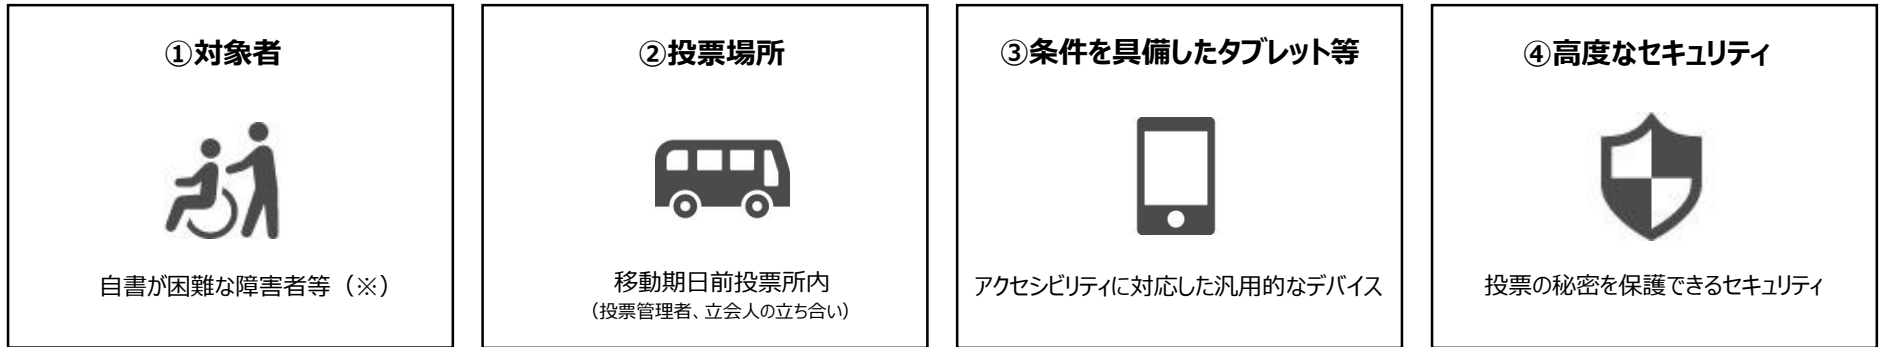 ①対象者
自書が困難な障害者等（※）
②投票場所
移動期日前投票所内
（投票管理者、立会人の立ち合い）
③条件を具備したタブレット等
アクセシビリティに対応した汎用的なデバイス
④高度なセキュリティ
投票の秘密を保護できるセキュリティ